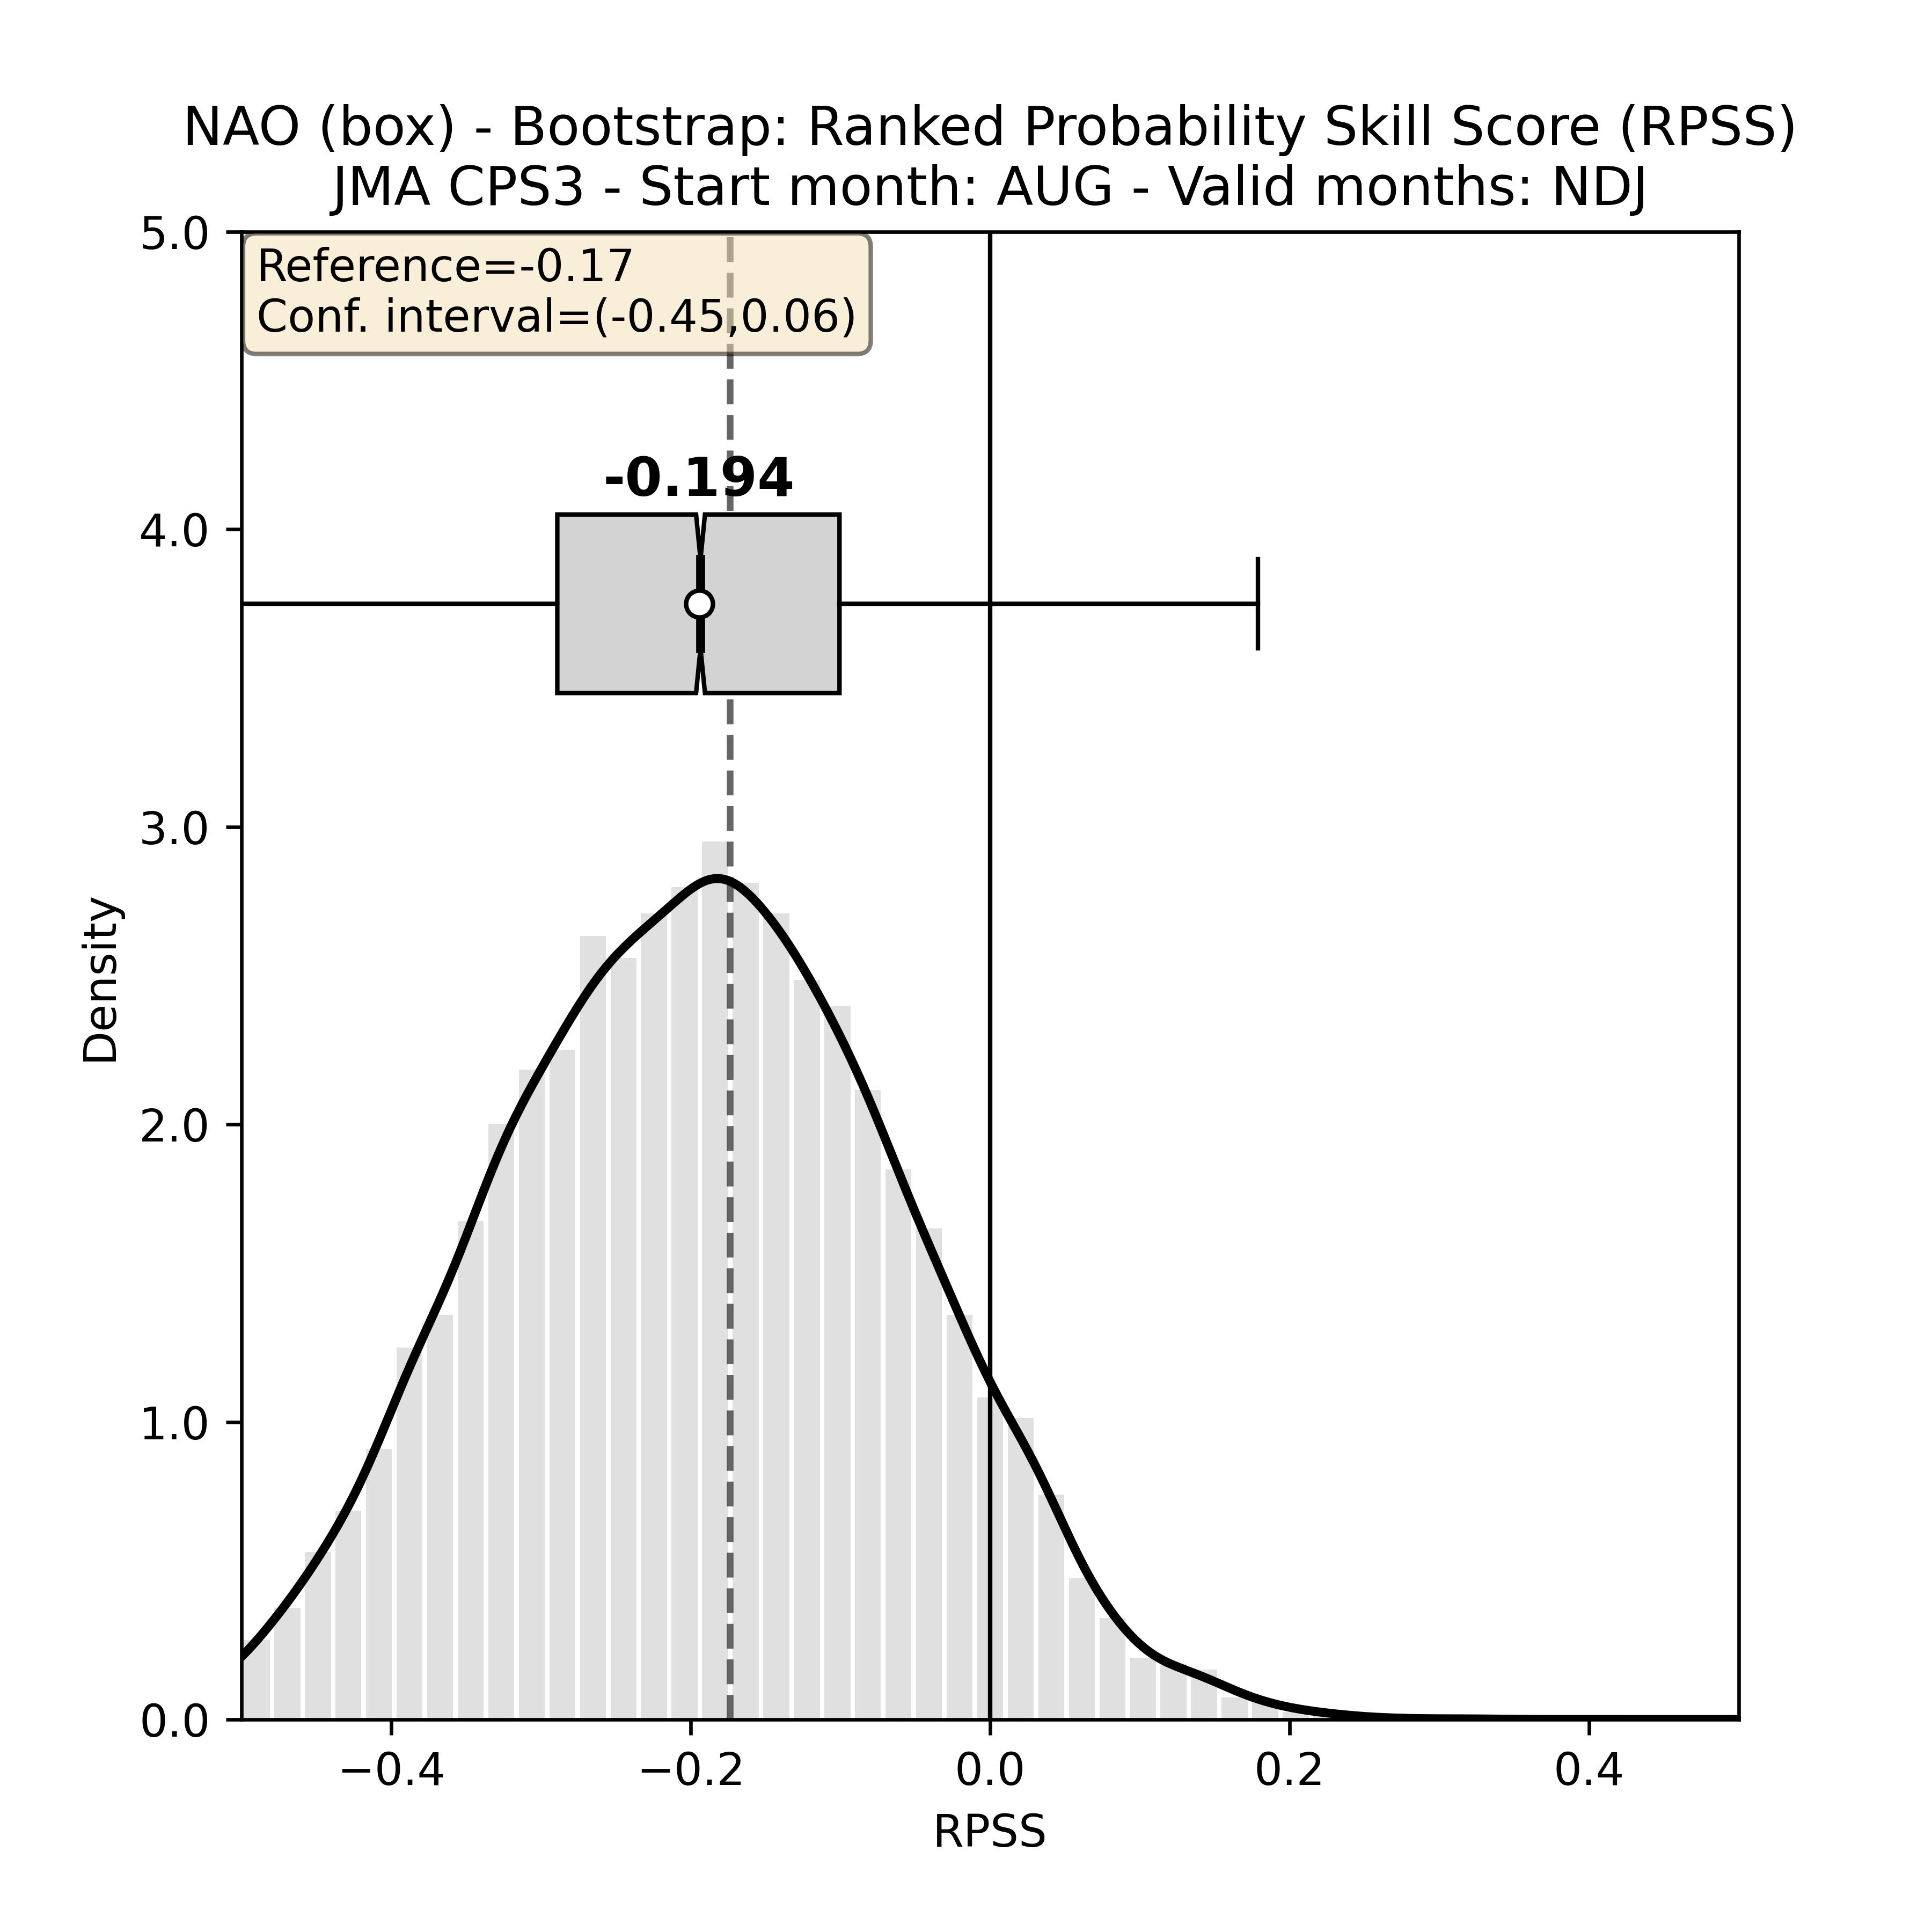 NAO (box) - Bootstrap: Ranked Probability Skill Score (RPSS)
JMA CPS3 - Start month: AUG - Valid months: NDJ
5.0
Reference=-0.17
Conf. interval=(-0.45,0.06)
-0.194
4.0
3.0
Density
2.0
1.0
0.0
−0.4
−0.2
0.0
0.2
0.4
RPSS